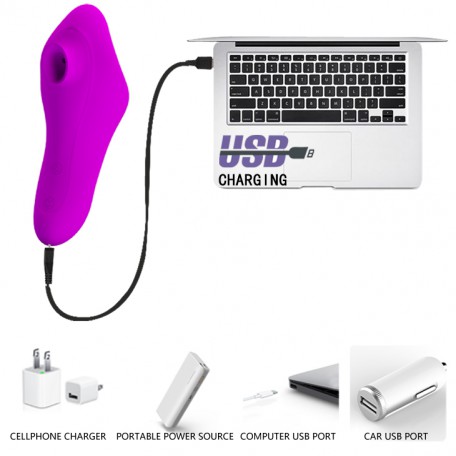 USB
CHARGING
CELLPHONE CHARGER
PORTABLE POWER SOURCE
COMPUTER USB PORT
CAR USB PORT